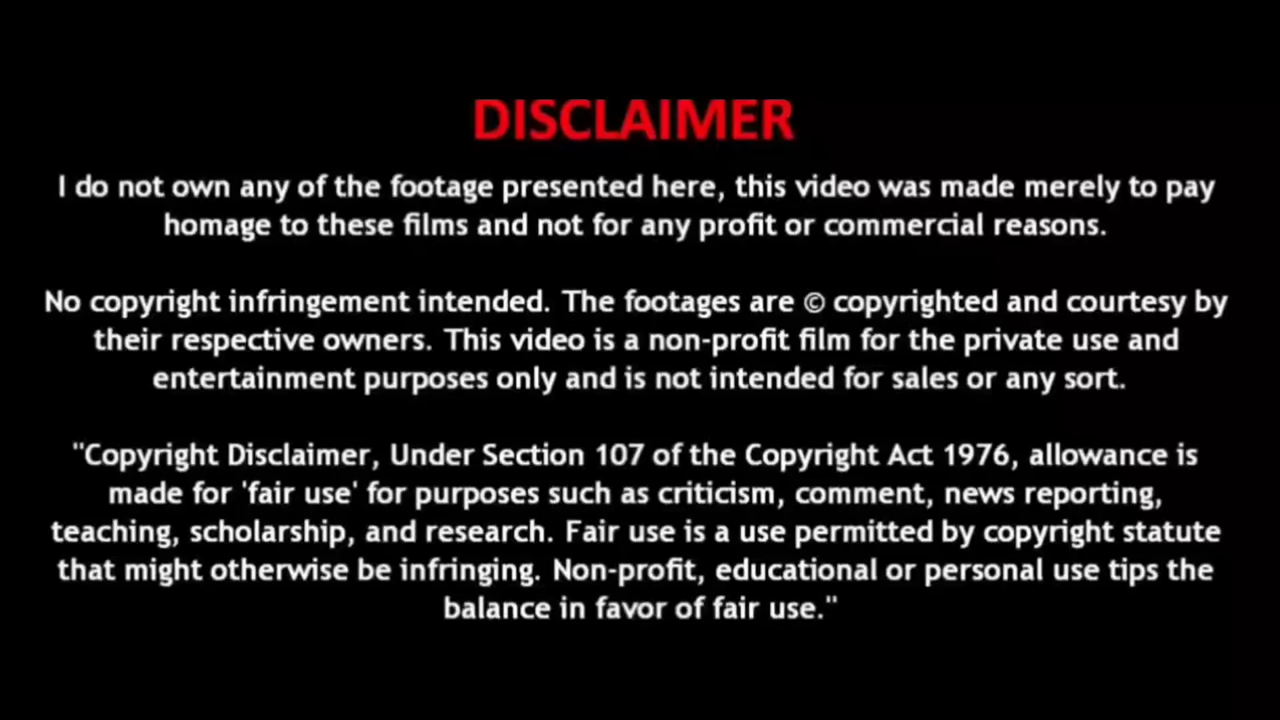 DISCLAIMER
I do not own any of the footage presented here, this video was made merely to pay
homage to these films and not for any profit or commercial reasons.
No copyright infringement intended. The footages are © copyrighted and courtesy by
their respective owners. This video is a non-profit film for the private use and
entertainment purposes only and is not intended for sales or any sort.
"Copyright Disclaimer, Under Section 107 of the Copyright Act 1976, allowance is
made for 'fair use' for purposes such as criticism, comment, news reporting,
teaching, scholarship, and research. Fair use is a use permitted by copyright statute
that might otherwise be infringing. Non-profit, educational or personal use tips the
balance in favor of fair use."